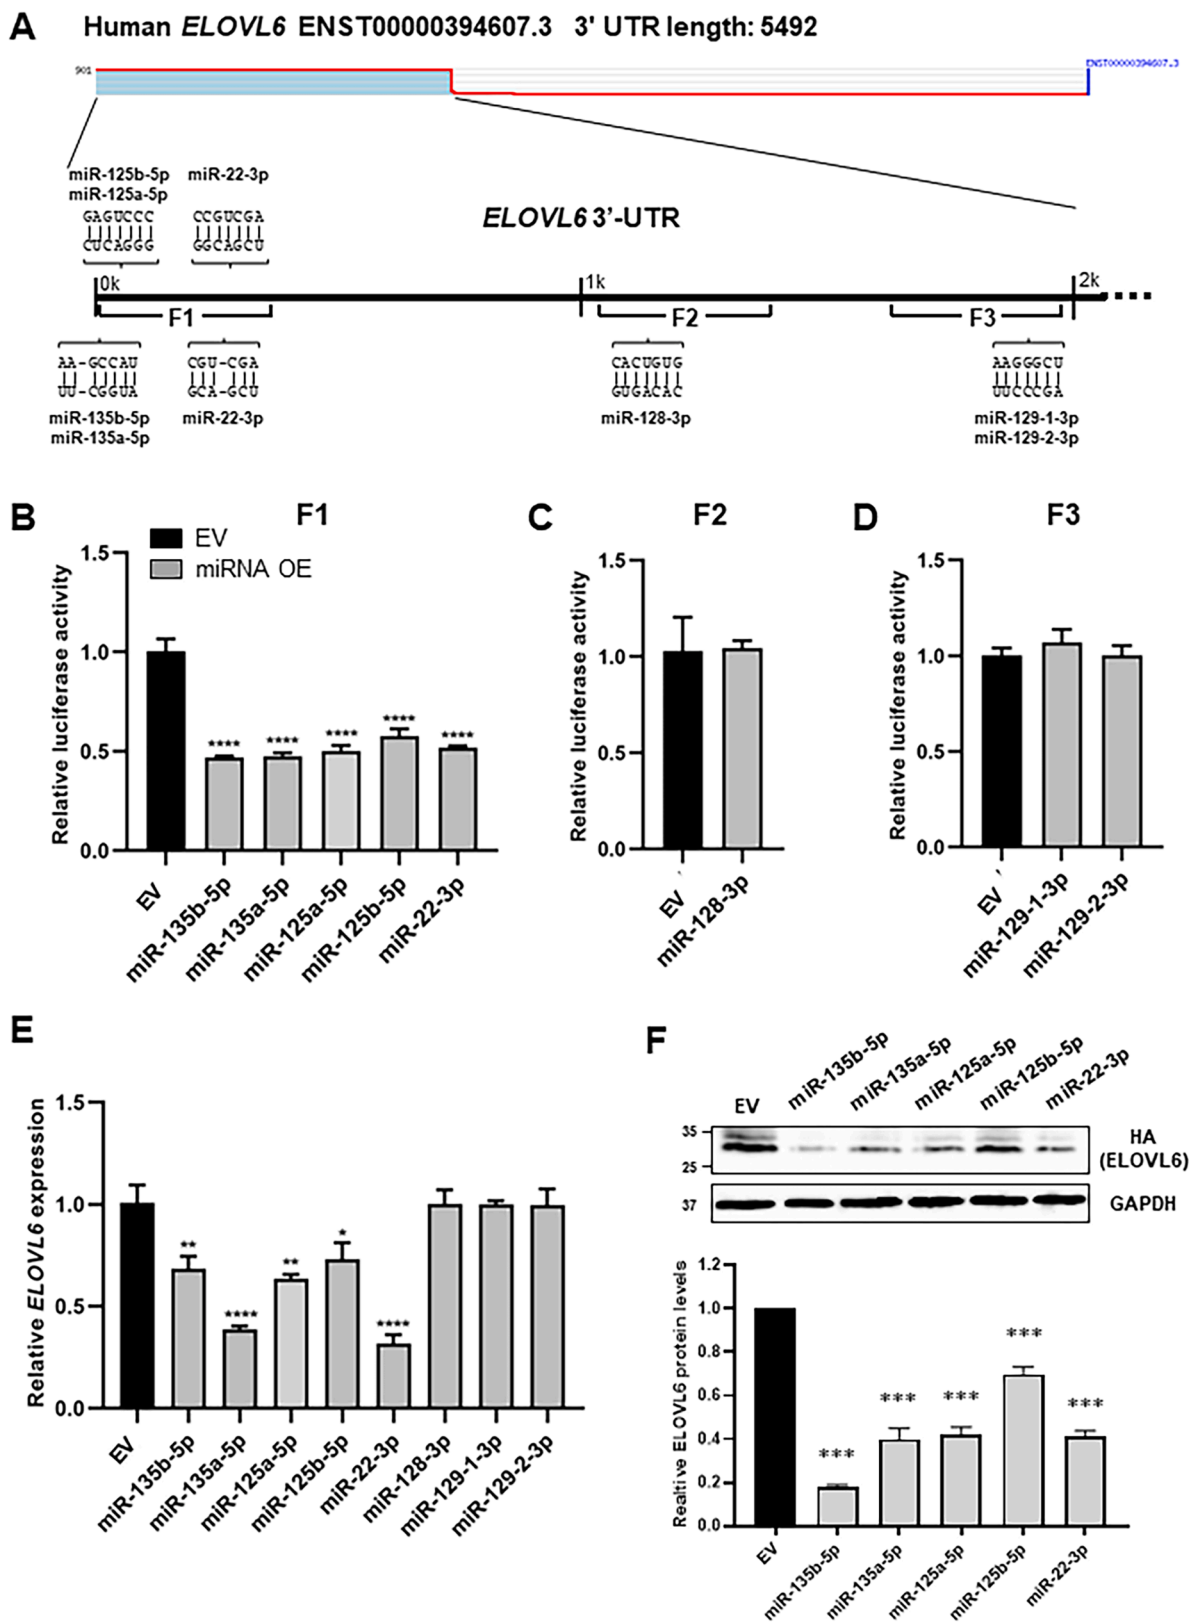 A
Human ELOVL6 ENST00000394607.3 3' UTR length: 5492
901
ENST00000394607.3
miR-125b-5p
miR-125a-5p
miR-22-3p
GAGUCCC
CUCAGGG
CCGUCGA
GGCAGCU
ELOVL6 3’-UTR
0k
1k
2k
F1
F2
F3
AA-GCCAU
UU-CGGUA
CGU-CGA
GCA-GCU
CACUGUG
GUGACAC
AAGGGCU
UUCCCGA
miR-135b-5p
miR-135a-5p
miR-22-3p
miR-128-3p
miR-129-1-3p
miR-129-2-3p
B
F1
EV
miRNA OE
Relative luciferase activity
1.5
1.0
0.5
0.0
****
****
****
****
****
EV
miR-135b-5p
miR-135a-5p
miR-125a-5p
miR-125b-5p
miR-22-3p
C
F2
Relative luciferase activity
1.5
1.0
0.5
0.0
EV
miR-128-3p
D
F3
Relative luciferase activity
1.5
1.0
0.5
0.0
EV
miR-129-1-3p
miR-129-2-3p
E
Relative ELOVL6 expression
1.5
1.0
0.5
0.0
**
****
**
*
****
EV
miR-135b-5p
miR-135a-5p
miR-125a-5p
miR-125b-5p
miR-22-3p
miR-128-3p
miR-129-1-3p
miR-129-2-3p
F
EV
miR-135b-5p
miR-135a-5p
miR-125a-5p
miR-125b-5p
miR-22-3p
35
25
HA
(ELOVL6)
37
GAPDH
Realtive ELOVL6 protein levels
1.2
1.0
0.8
0.6
0.4
0.2
0.0
***
***
***
***
***
EV
miR-135b-5p
miR-135a-5p
miR-125a-5p
miR-125b-5p
miR-22-3p